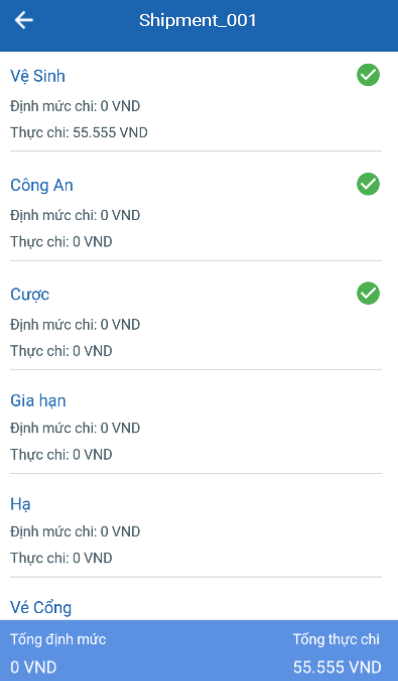 Shipment_001
Vệ Sinh
Định mức chi: 0 VND
Thực chi: 55.555 VND
Công An
Định mức chi: 0 VND
Thực chi: 0 VND
Cược
Định mức chi: 0 VND
Thực chi: 0 VND
Gia hạn
Định mức chi: 0 VND
Thực chi: 0 VND
Hạ
Định mức chi: 0 VND
Thực chi: 0 VND
Vé Cổng
Tổng định mức Tổng thực chi
0 VND 55.555 VND